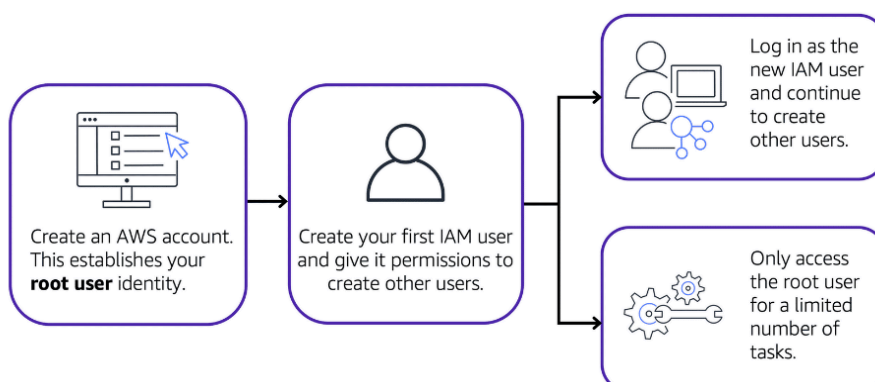 Create an AWS account.
This establishes your
root user identity.
Create your first IAM user
and give it permissions to
create other users.
Log in as the
new IAM user
and continue
to create
other users.
Only access
the root user
for a limited
number of
tasks.